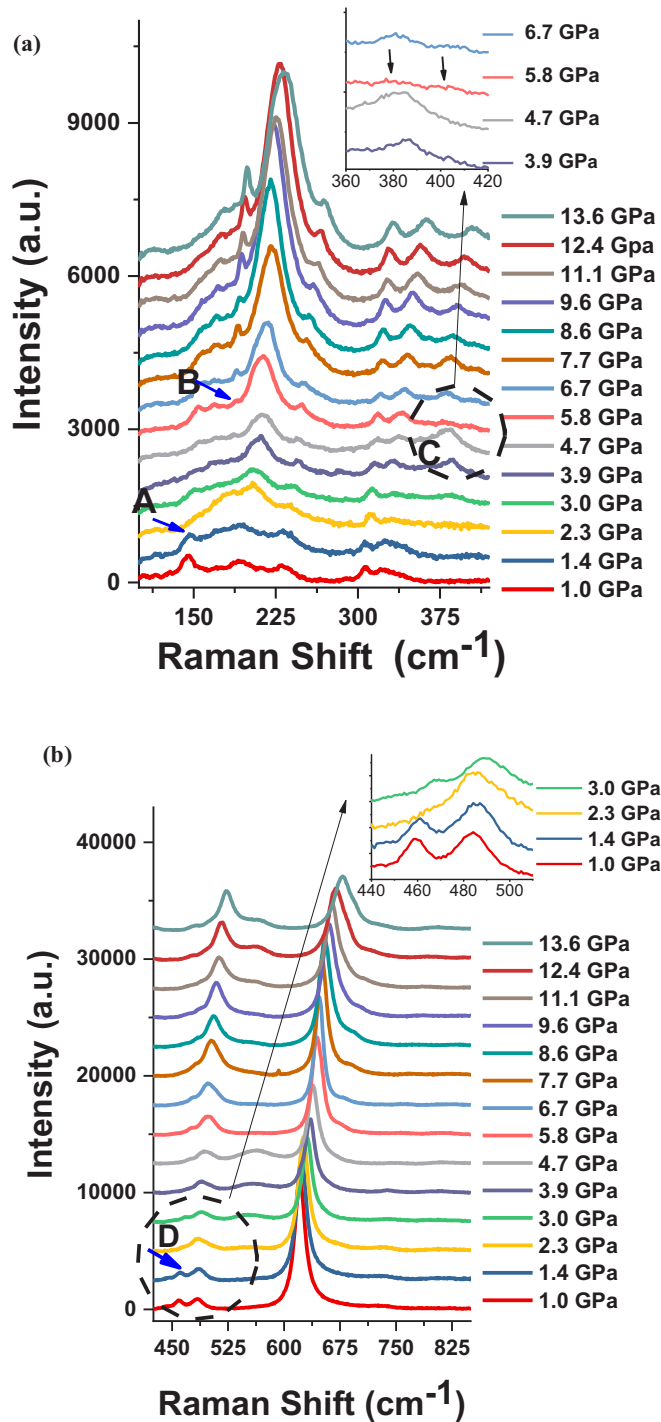 (a)
6.7 GPa
5.8 GPa
4.7 GPa
3.9 GPa
360 380 400 420
9000
6000
3000
0
Intensity (a.u.)
13.6 GPa
12.4 Gpa
11.1 GPa
9.6 GPa
8.6 GPa
7.7 GPa
6.7 GPa
5.8 GPa
4.7 GPa
3.9 GPa
3.0 GPa
2.3 GPa
1.4 GPa
1.0 GPa
B
C
A
150 225 300 375
Raman Shift (cm-1)
(b)
3.0 GPa
2.3 GPa
1.4 GPa
1.0 GPa
440 460 480 500
40000
30000
20000
10000
0
Intensity (a.u.)
13.6 GPa
12.4 GPa
11.1 GPa
9.6 GPa
8.6 GPa
7.7 GPa
6.7 GPa
5.8 GPa
4.7 GPa
3.9 GPa
3.0 GPa
2.3 GPa
1.4 GPa
1.0 GPa
D
450 525 600 675 750 825
Raman Shift (cm-1)